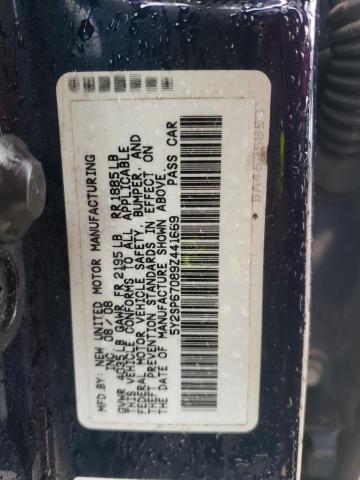 MFD. BY: NEW UNITED MOTOR MANUFACTURING
INC. 08/08
GVWR 4035LB GAWR FR 2195LB RR 1885LB
THIS VEHICLE CONFORMS TO ALL APPLICABLE
FEDERAL MOTOR VEHICLE SAFETY, BUMPER, AND
THEFT PREVENTION STANDARDS IN EFFECT ON
THE DATE OF MANUFACTURE SHOWN ABOVE.
5Y2SP67089Z441669 PASS CAR